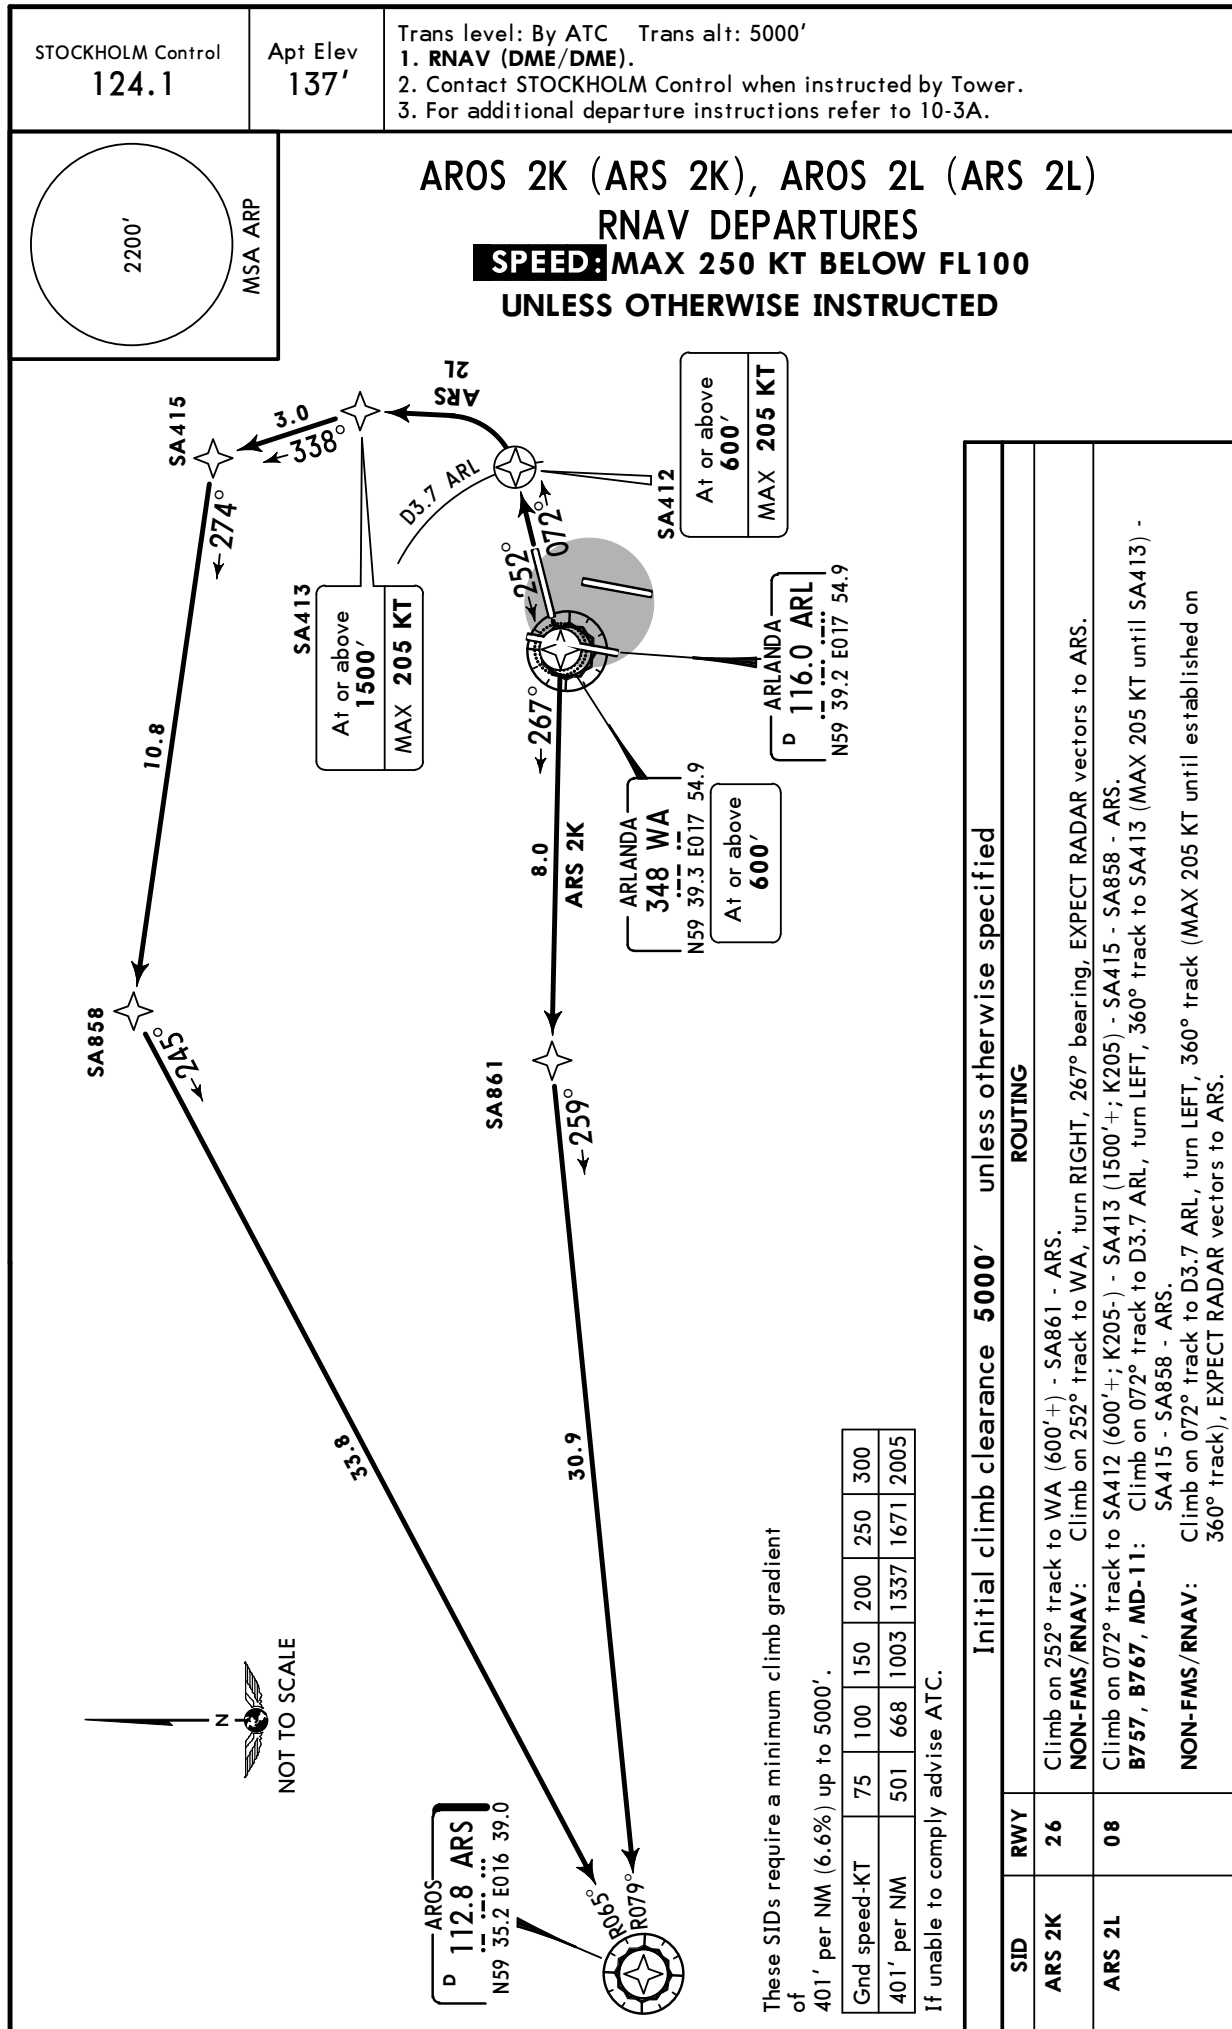 STOCKHOLM Control
124.1
Apt Elev
137'
Trans level: By ATC Trans alt: 5000'
1. RNAV (DME/DME).
2. Contact STOCKHOLM Control when instructed by Tower.
3. For additional departure instructions refer to 10-3A.
2200'
MSA ARP
AROS 2K (ARS 2K), AROS 2L (ARS 2L)
RNAV DEPARTURES
SPEED: MAX 250 KT BELOW FL100
UNLESS OTHERWISE INSTRUCTED
SA415
3.0
338°
ARS
2L
274°
D3.7 ARL
SA412
At or above
600'
MAX 205 KT
SA413
At or above
1500'
MAX 205 KT
252°
072°
ARLANDA
D 116.0 ARL
N59 39.2 E017 54.9
10.8
267°
8.0
ARS 2K
ARLANDA
348 WA
N59 39.3 E017 54.9
At or above
600'
SA858
245°
SA861
259°
33.8
30.9
N
NOT TO SCALE
AROS
D 112.8 ARS
N59 35.2 E016 39.0
R065°
R079°
These SIDs require a minimum climb gradient
of
401' per NM (6.6%) up to 5000'.
Gnd speed-KT 75 100 150 200 250 300
401' per NM 501 668 1003 1337 1671 2005
If unable to comply advise ATC.
Initial climb clearance 5000' unless otherwise specified
SID RWY ROUTING
ARS 2K 26 Climb on 252° track to WA (600'+) - SA861 - ARS.
NON-FMS/RNAV: Climb on 252° track to WA, turn RIGHT, 267° bearing, EXPECT RADAR vectors to ARS.
ARS 2L 08 Climb on 072° track to SA412 (600'+; K205-) - SA413 (1500'+; K205) - SA415 - SA858 - ARS.
B757, B767, MD-11: Climb on 072° track to D3.7 ARL, turn LEFT, 360° track to SA413 (MAX 205 KT until SA413) -
SA415 - SA858 - ARS.
NON-FMS/RNAV: Climb on 072° track to D3.7 ARL, turn LEFT, 360° track (MAX 205 KT until established on
360° track), EXPECT RADAR vectors to ARS.